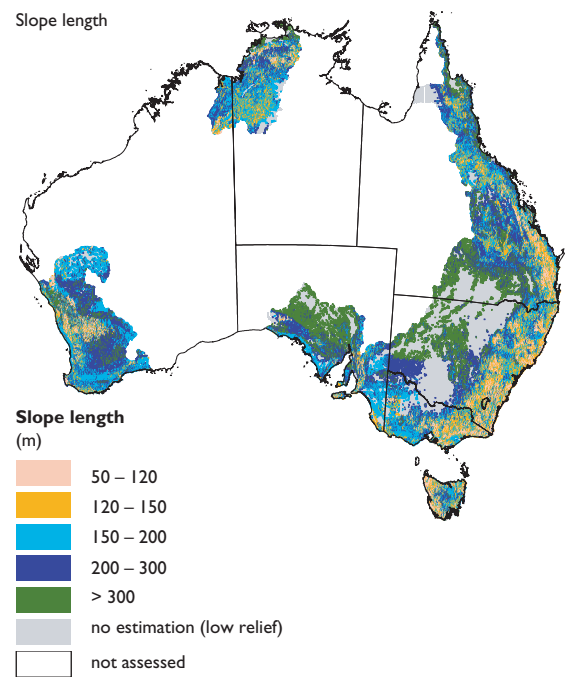 Slope length
Slope length
(m)
50 – 120
120 – 150
150 – 200
200 – 300
> 300
no estimation (low relief)
not assessed